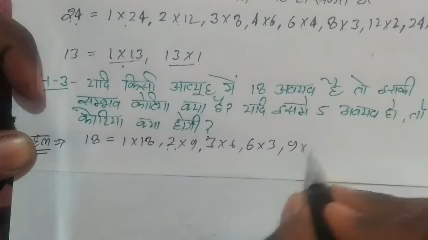 24 = 1×24, 2×12, 3×8, 4×6, 6×4, 8×3, 12×2, 24
13 = 1×13, 13×1
-3- यदि किसी आव्यूह में 18 अवयव है तो उसकी
सम्भव कोटियां क्या है? यदि इसमे 5 अवयव हो, तो
कोटिया क्या होगी?
हल⇒ 18 = 1×18, 2×9, 3×6, 6×3, 9×